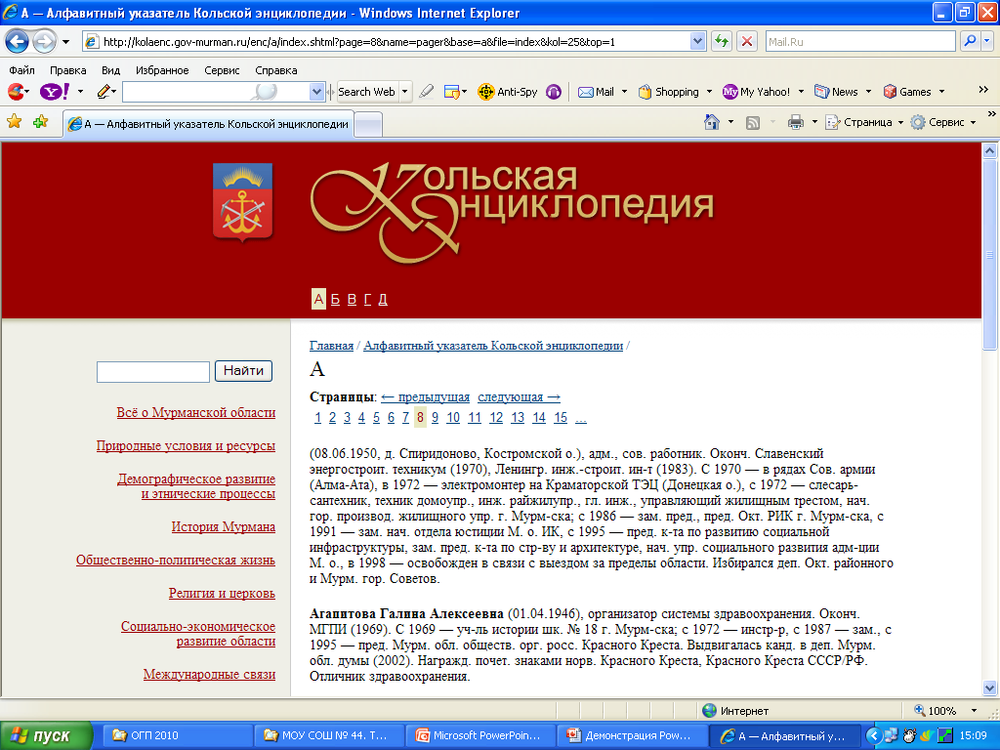 А — Алфавитный указатель Кольской энциклопедии - Windows Internet Explorer
http://kolaenc.gov-murman.ru/enc/a/index.shtml?page=8&name=pager&base=a&file=index&kol=25&top=1
Mail.Ru
Файл Правка Вид Избранное Сервис Справка
Y! Search Web Anti-Spy Mail Shopping My Yahoo! News Games »
А — Алфавитный указатель Кольской энциклопедии Страница Сервис »
Кольская
Энциклопедия
А Б В Г Д
Найти
Всё о Мурманской области
Природные условия и ресурсы
Демографическое развитие
и этнические процессы
История Мурмана
Общественно-политическая жизнь
Религия и церковь
Социально-экономическое
развитие области
Международные связи
Главная / Алфавитный указатель Кольской энциклопедии /
А
Страницы: ← предыдущая следующая →
1 2 3 4 5 6 7 8 9 10 11 12 13 14 15 ...
(08.06.1950, д. Спиридоново, Костромской о.), адм., сов. работник. Оконч. Славенский
энергостроит. техникум (1970), Ленингр. инж.-строит. ин-т (1983). С 1970 — в рядах Сов. армии
(Алма-Ата), в 1972 — электромонтер на Краматорской ТЭЦ (Донецкая о.), с 1972 — слесарь-
сантехник, техник домоупр., инж. райжилупр., гл. инж., управляющий жилищным трестом, нач.
гор. производ. жилищного упр. г. Мурм-ска; с 1986 — зам. пред., пред. Окт. РИК г. Мурм-ска, с
1991 — зам. нач. отдела юстиции М. о. ИК, с 1995 — пред. к-та по развитию социальной
инфраструктуры, зам. пред. к-та по стр-ву и архитектуре, нач. упр. социального развития адм-ции
М. о., в 1998 — освобожден в связи с выездом за пределы области. Избирался деп. Окт. районного
и Мурм. гор. Советов.
Агапитова Галина Алексеевна (01.04.1946), организатор системы здравоохранения. Оконч.
МГПИ (1969). С 1969 — уч-ль истории шк. № 18 г. Мурм-ска; с 1972 — инстр-р, с 1987 — зам., с
1995 — пред. Мурм. обл. обществ. орг. росс. Красного Креста. Выдвигалась канд. в деп. Мурм.
обл. думы (2002). Награжд. почет. знаками норв. Красного Креста, Красного Креста СССР/РФ.
Отличник здравоохранения.
Интернет 100%
пуск ОГП 2010 МОУ СОШ № 44. Т... Microsoft PowerPoin... Демонстрация Pow... А — Алфавитный у... 15:09